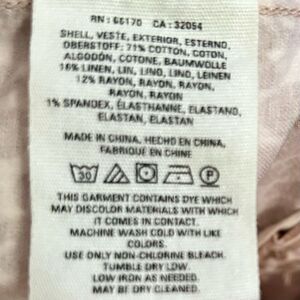 RN: 66170 CA: 32054
SHELL, VESTE, EXTERIOR, ESTERNO,
OBERSTOFF: 71% COTTON, COTON,
ALGODÓN, COTONE, BAUMWOLLE
16% LINEN, LIN, LINO, LINO, LEINEN
12% RAYON, RAYON, RAYON,
RAYON, RAYON
1% SPANDEX, ÉLASTHANNE, ELASTANO,
ELASTAN, ELASTAN
MADE IN CHINA, HECHO EN CHINA,
FABRIQUÉ EN CHINE
30 P
THIS GARMENT CONTAINS DYE WHICH
MAY DISCOLOR MATERIALS WITH WHICH
IT COMES IN CONTACT.
MACHINE WASH COLD WITH LIKE
COLORS.
USE ONLY NON-CHLORINE BLEACH.
TUMBLE DRY LOW.
LOW IRON AS NEEDED.
MAY BE DRY CLEANED.